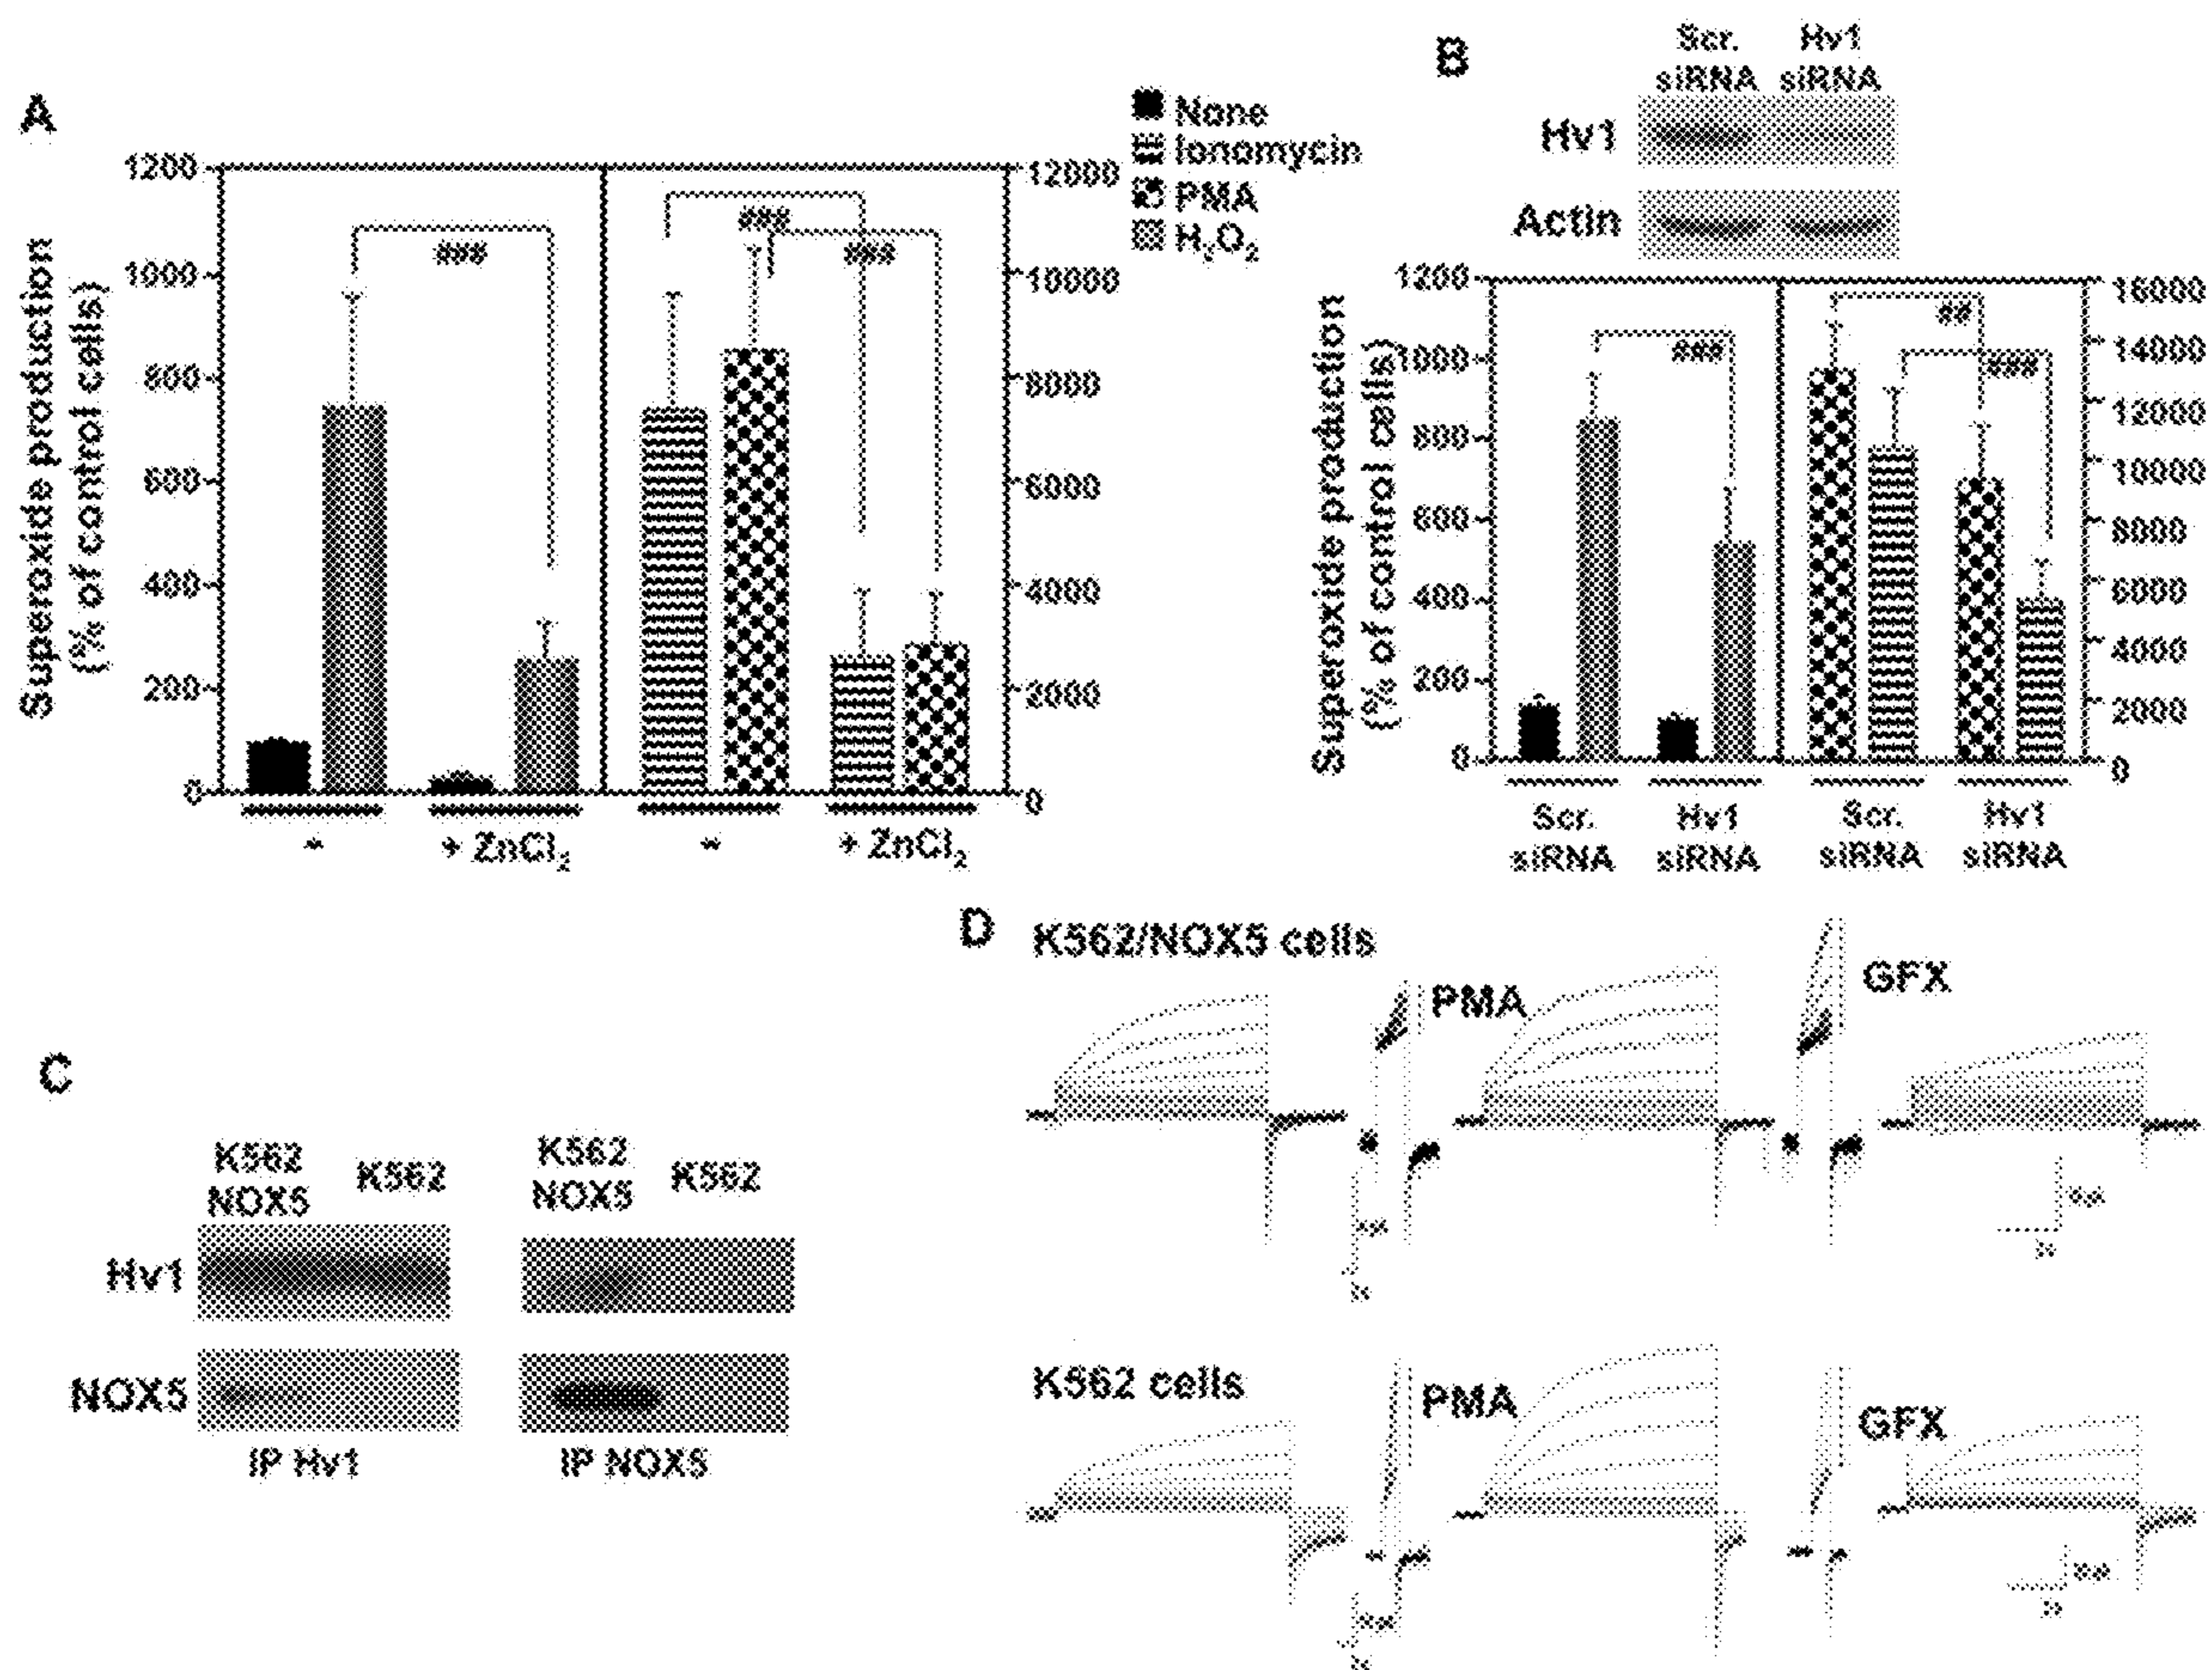 A
None
Ionomycin
PMA
H2O2
Superoxide production
(% of control cells)
1200
1000
800
600
400
200
0
12000
10000
8000
6000
4000
2000
0
###
###
###
-
+ ZnCl2
-
+ ZnCl2
B
Scr. siRNA
Hv1 siRNA
Hv1
Actin
Superoxide production
(% of control cells)
1200
1000
800
600
400
200
0
16000
14000
12000
10000
8000
6000
4000
2000
0
###
##
###
Scr. siRNA
Hv1 siRNA
Scr. siRNA
Hv1 siRNA
C
K562 NOX5
K562
K562 NOX5
K562
Hv1
NOX5
IP Hv1
IP NOX5
D
K562/NOX5 cells
PMA
GFX
K562 cells
PMA
GFX